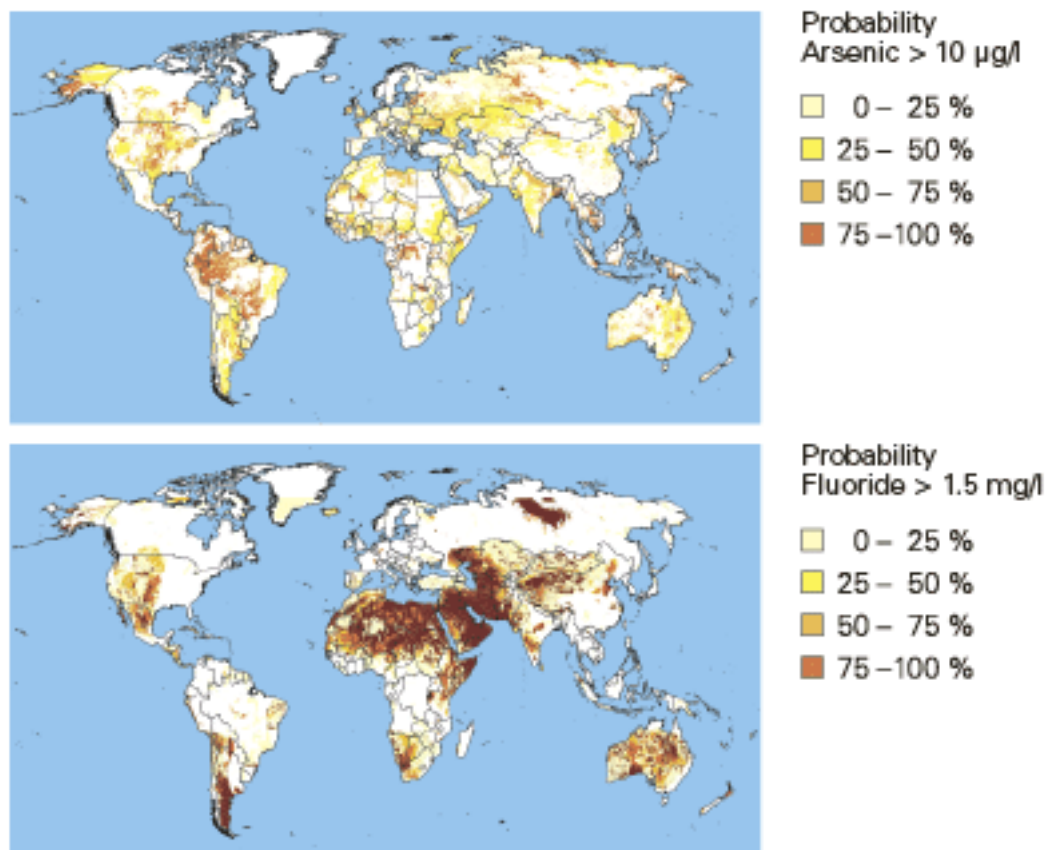 Probability
Arsenic > 10 µg/l
0 – 25 %
25 – 50 %
50 – 75 %
75 –100 %
Probability
Fluoride > 1.5 mg/l
0 – 25 %
25 – 50 %
50 – 75 %
75 –100 %